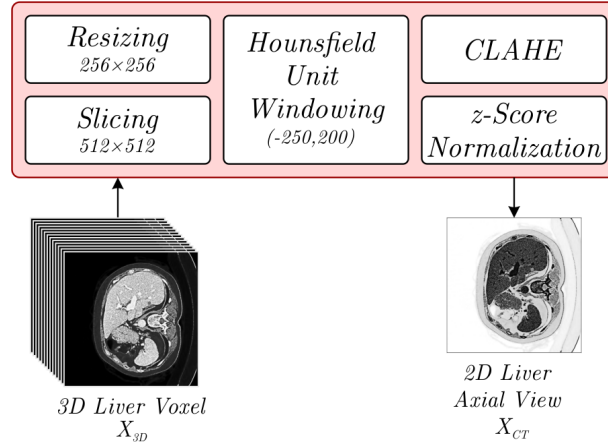 Resizing
256×256
Slicing
512×512
Hounsfield
Unit
Windowing
(-250,200)
CLAHE
z-Score
Normalization
3D Liver Voxel
X3D
2D Liver
Axial View
XCT